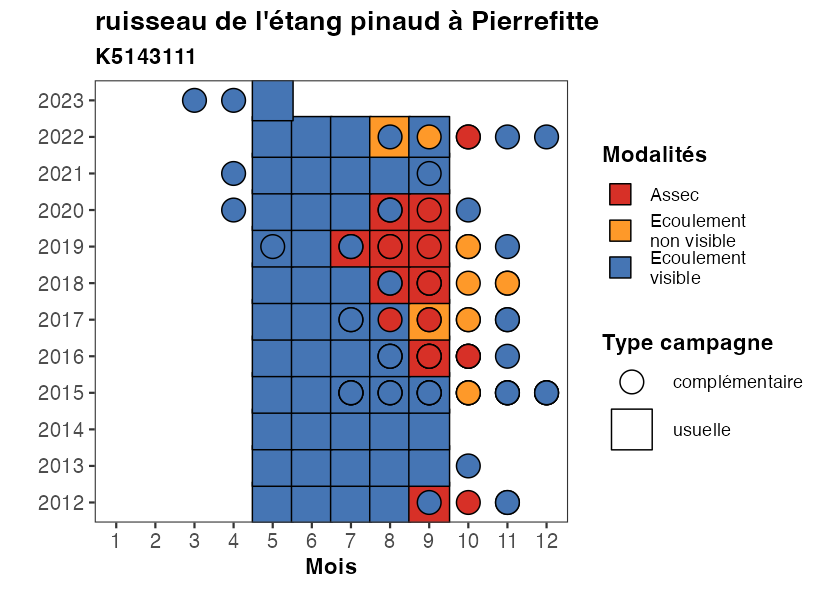 ruisseau de l'étang pinaud à Pierrefitte
K5143111
2023
2022
2021
2020
2019
2018
2017
2016
2015
2014
2013
2012
1 2 3 4 5 6 7 8 9 10 11 12
Mois
Modalités
Assec
Ecoulement
non visible
Ecoulement
visible
Type campagne
complémentaire
usuelle